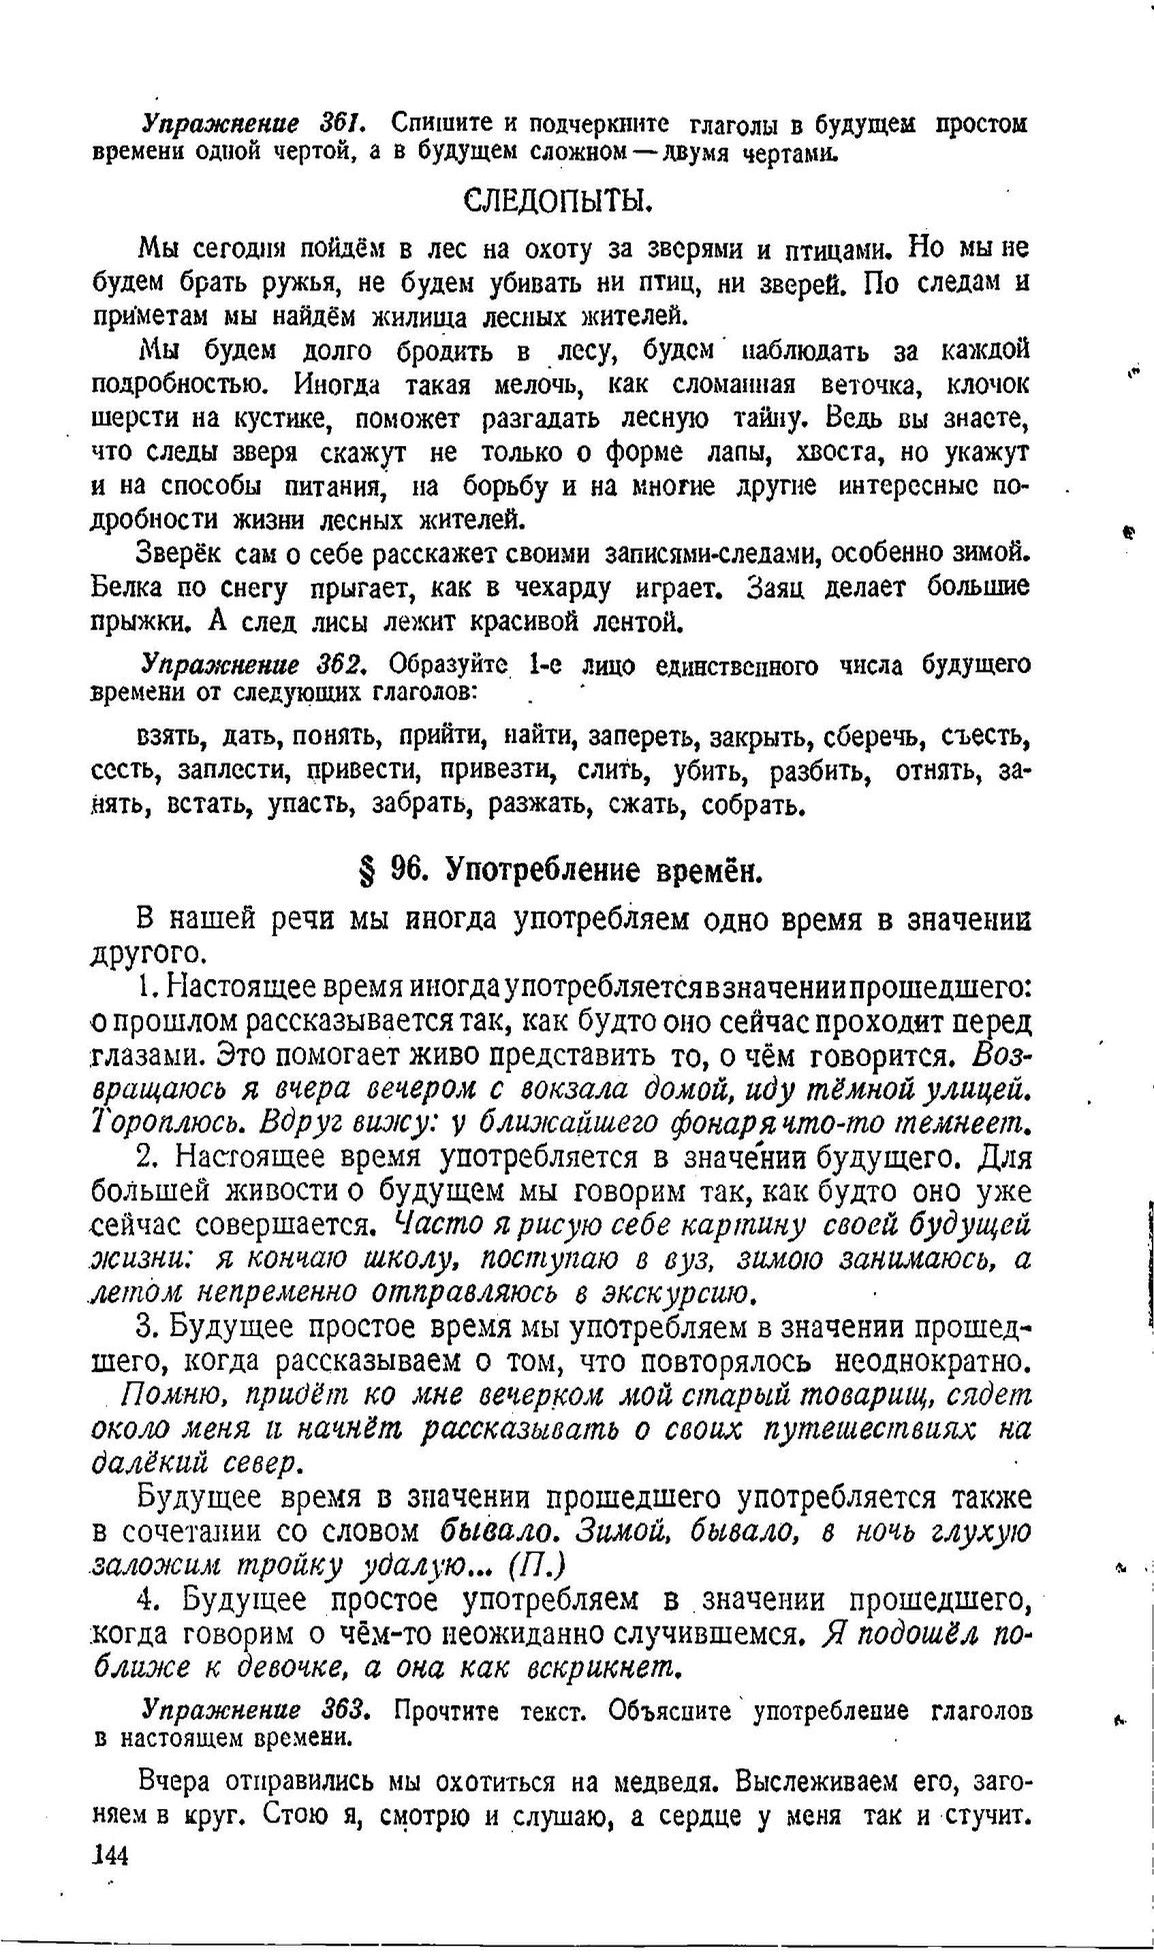 Упражнение 361. Спишите и подчеркните глаголы в будущем простом
времени одной чертой, а в будущем сложном — двумя чертами.
СЛЕДОПЫТЫ.
Мы сегодня пойдём в лес на охоту за зверями и птицами. Но мы не
будем брать ружья, не будем убивать ни птиц, ни зверей. По следам и
приметам мы найдём жилища лесных жителей.
Мы будем долго бродить в лесу, будем наблюдать за каждой
подробностью. Иногда такая мелочь, как сломанная веточка, клочок
шерсти на кустике, поможет разгадать лесную тайну. Ведь вы знаете,
что следы зверя скажут не только о форме лапы, хвоста, но укажут
и на способы питания, на борьбу и на многие другие интересные по-
дробности жизни лесных жителей.
Зверёк сам о себе расскажет своими записями-следами, особенно зимой.
Белка по снегу прыгает, как в чехарду играет. Заяц делает большие
прыжки. А след лисы лежит красивой лентой.
Упражнение 362. Образуйте 1-е лицо единственного числа будущего
времени от следующих глаголов:
взять, дать, понять, прийти, найти, запереть, закрыть, сберечь, съесть,
сесть, заплести, привести, привезти, слить, убить, разбить, отнять, за-
нять, встать, упасть, забрать, разжать, сжать, собрать.
§ 96. Употребление времён.
В нашей речи мы иногда употребляем одно время в значении
другого.
1. Настоящее время иногда употребляется в значении прошедшего:
о прошлом рассказывается так, как будто оно сейчас проходит перед
глазами. Это помогает живо представить то, о чём говорится. Воз-
вращаюсь я вчера вечером с вокзала домой, иду тёмной улицей.
Тороплюсь. Вдруг вижу: у ближайшего фонаря что-то темнеет.
2. Настоящее время употребляется в значении будущего. Для
большей живости о будущем мы говорим так, как будто оно уже
сейчас совершается. Часто я рисую себе картину своей будущей
жизни: я кончаю школу, поступаю в вуз, зимою занимаюсь, а
летом непременно отправляюсь в экскурсию.
3. Будущее простое время мы употребляем в значении прошед-
шего, когда рассказываем о том, что повторялось неоднократно.
Помню, придёт ко мне вечерком мой старый товарищ, сядет
около меня и начнёт рассказывать о своих путешествиях на
далёкий север.
Будущее время в значении прошедшего употребляется также
в сочетании со словом бывало. Зимой, бывало, в ночь глухую
заложим тройку удалую... (П.)
4. Будущее простое употребляем в значении прошедшего,
когда говорим о чём-то неожиданно случившемся. Я подошёл по-
ближе к девочке, а она как вскрикнет.
Упражнение 363. Прочтите текст. Объясните употребление глаголов
в настоящем времени.
Вчера отправились мы охотиться на медведя. Выслеживаем его, заго-
няем в круг. Стою я, смотрю и слушаю, а сердце у меня так и стучит.
144